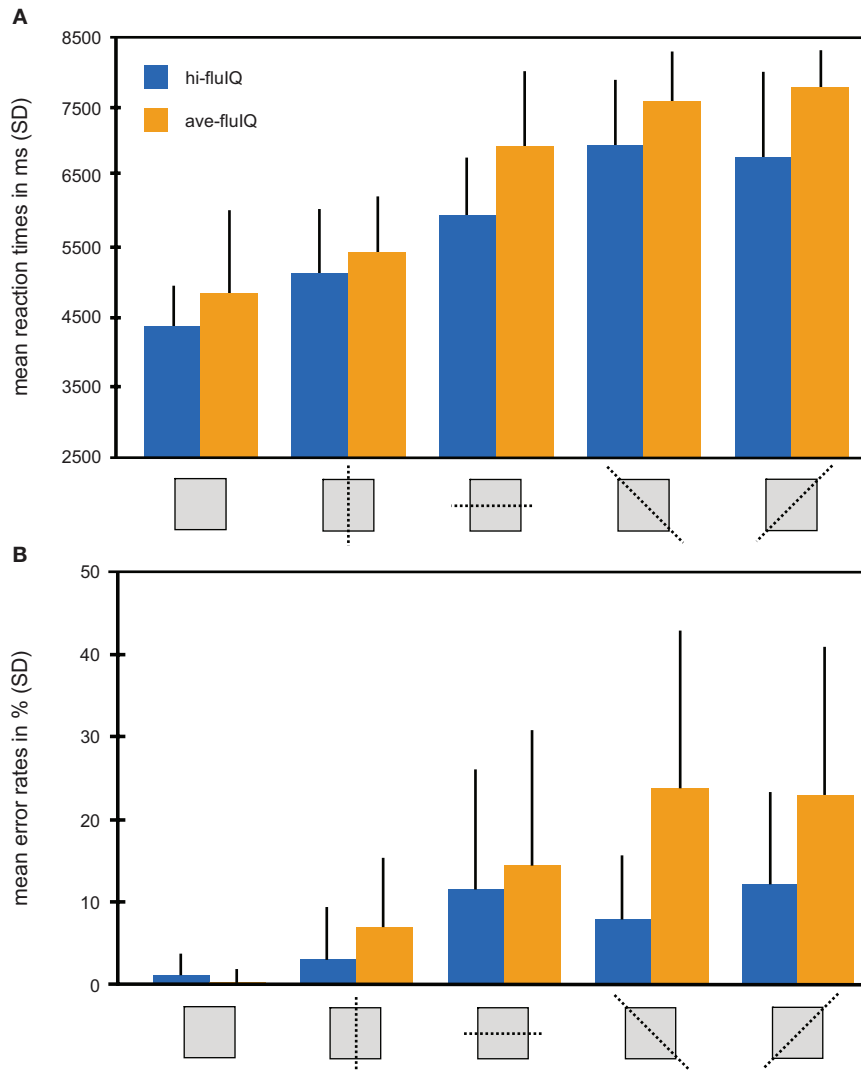 A
mean reaction times in ms (SD)
8500
7500
6500
5500
4500
3500
2500
hi-fluIQ
ave-fluIQ
B
mean error rates in % (SD)
50
40
30
20
10
0